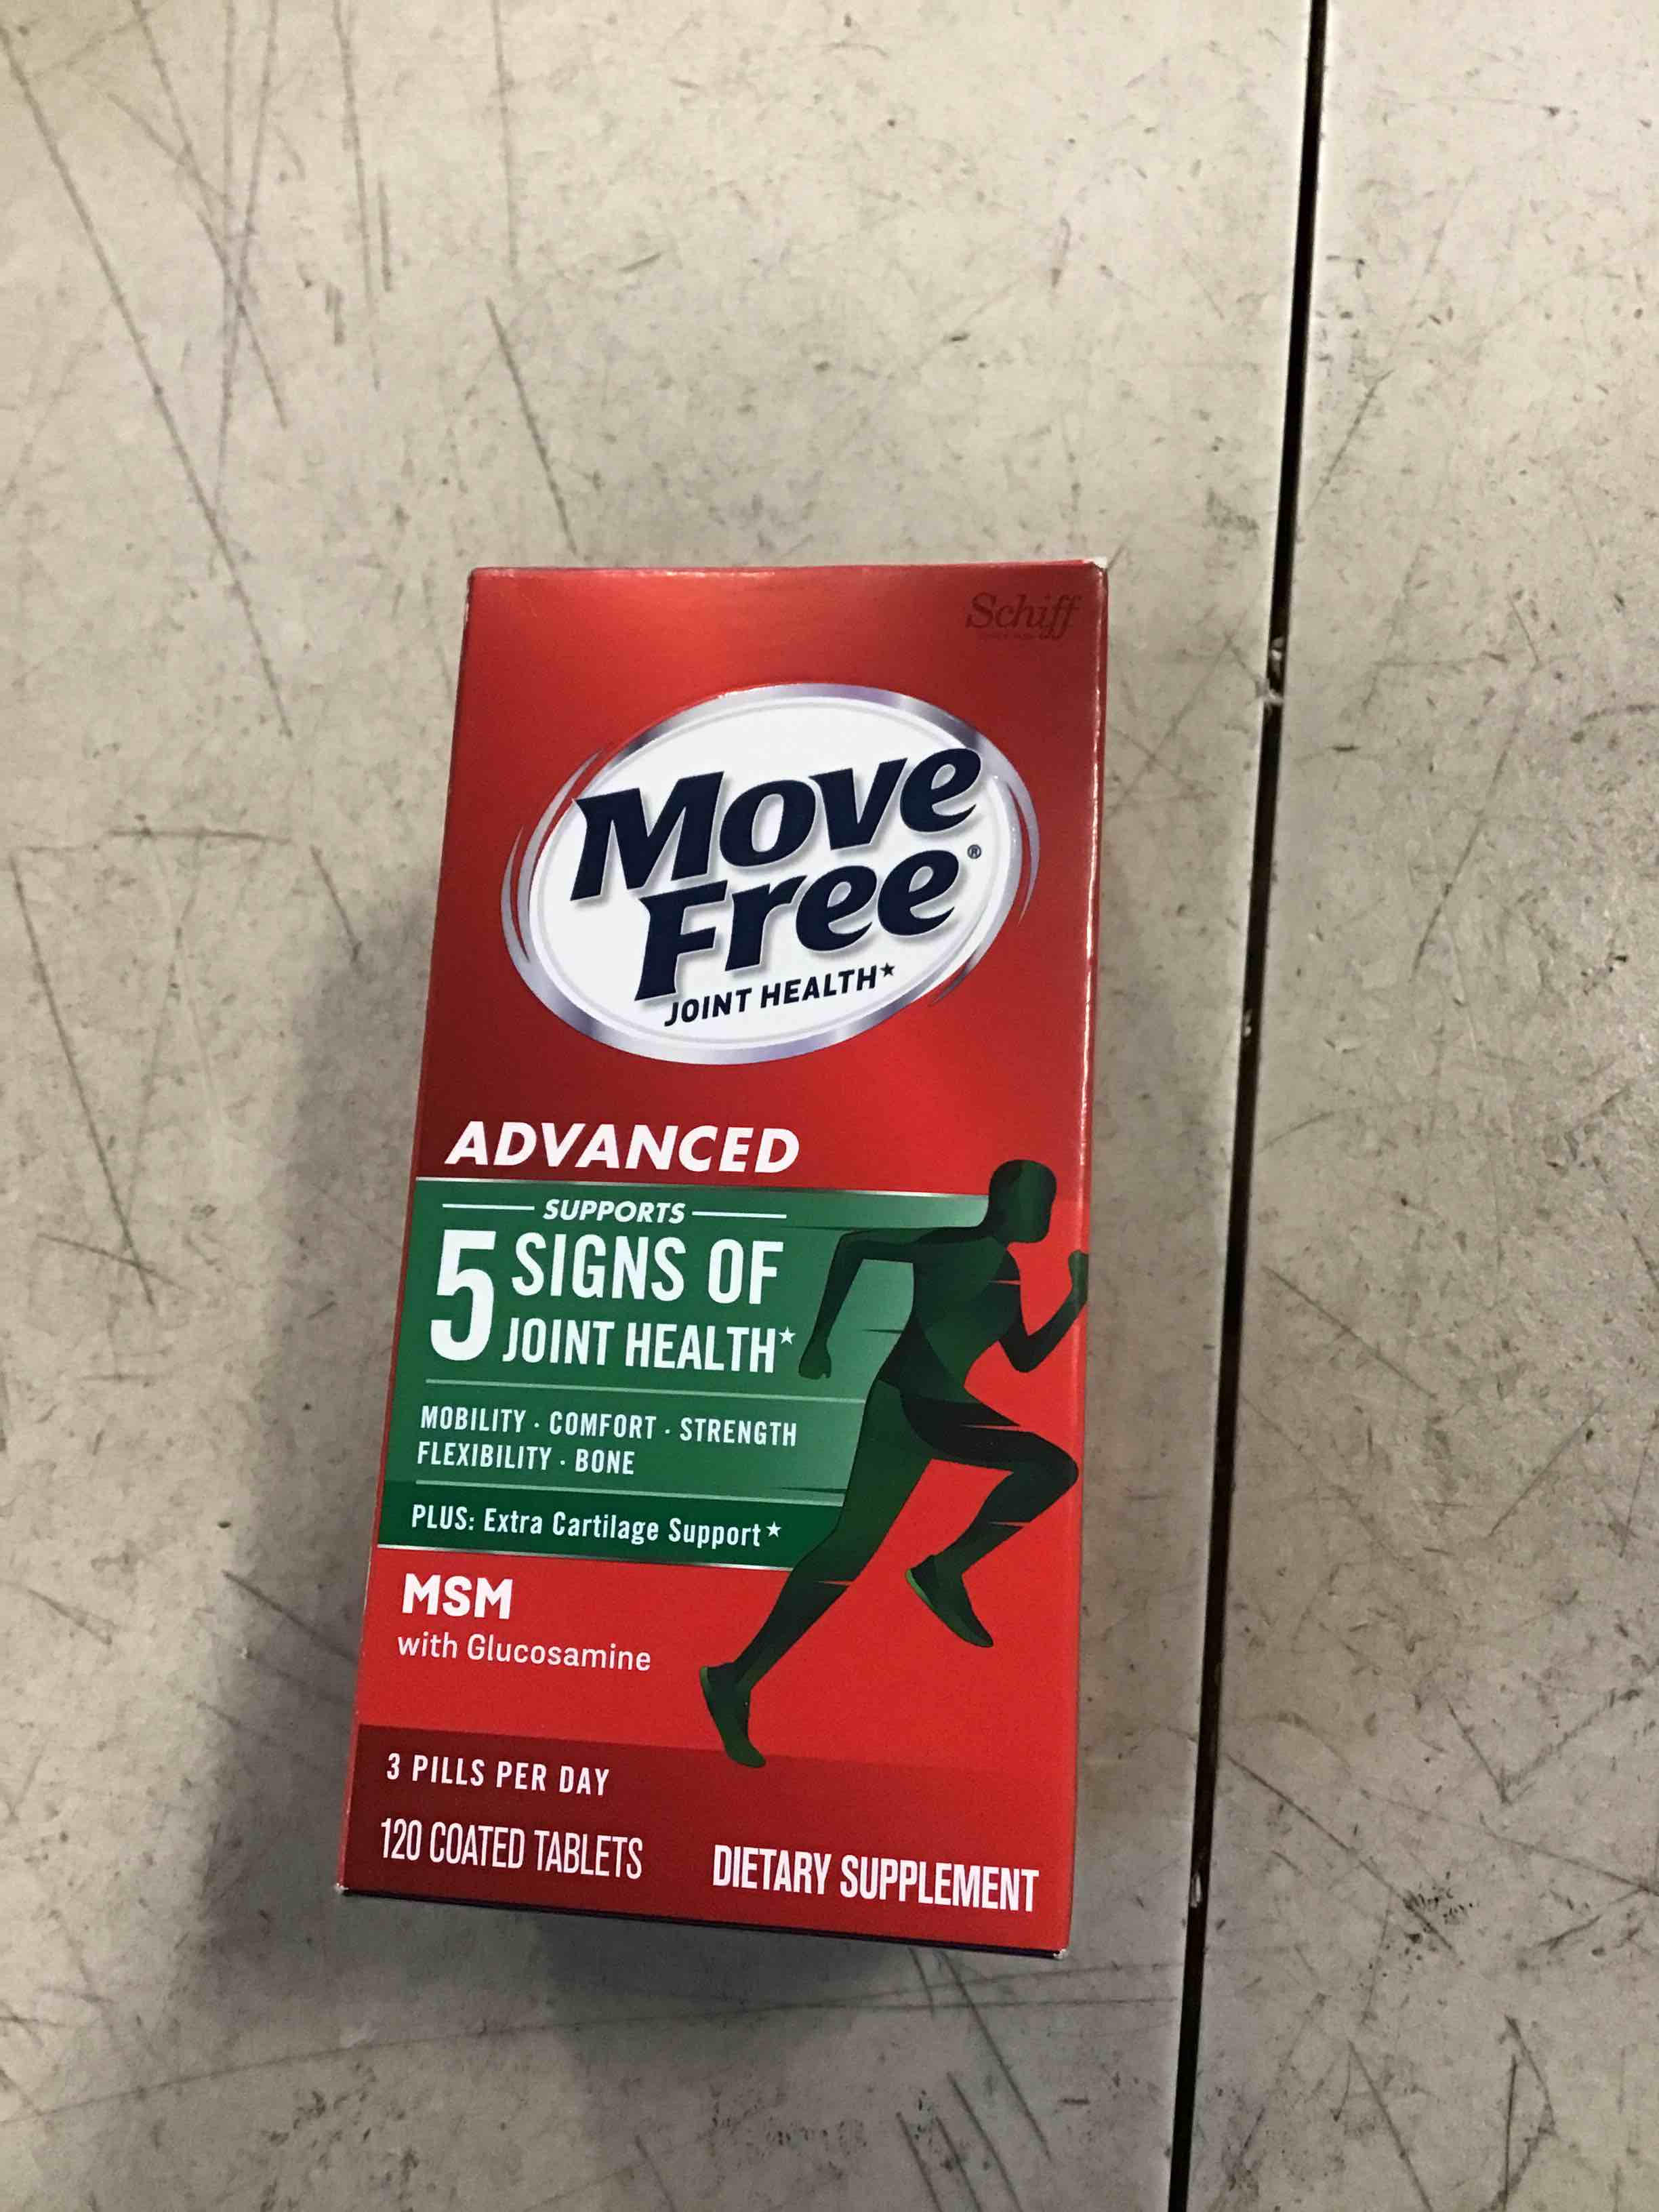 Schiff
Move
Free®
JOINT HEALTH*
ADVANCED
SUPPORTS
5 SIGNS OF
JOINT HEALTH*
MOBILITY · COMFORT · STRENGTH
FLEXIBILITY · BONE
PLUS: Extra Cartilage Support*
MSM
with Glucosamine
3 PILLS PER DAY
120 COATED TABLETS DIETARY SUPPLEMENT